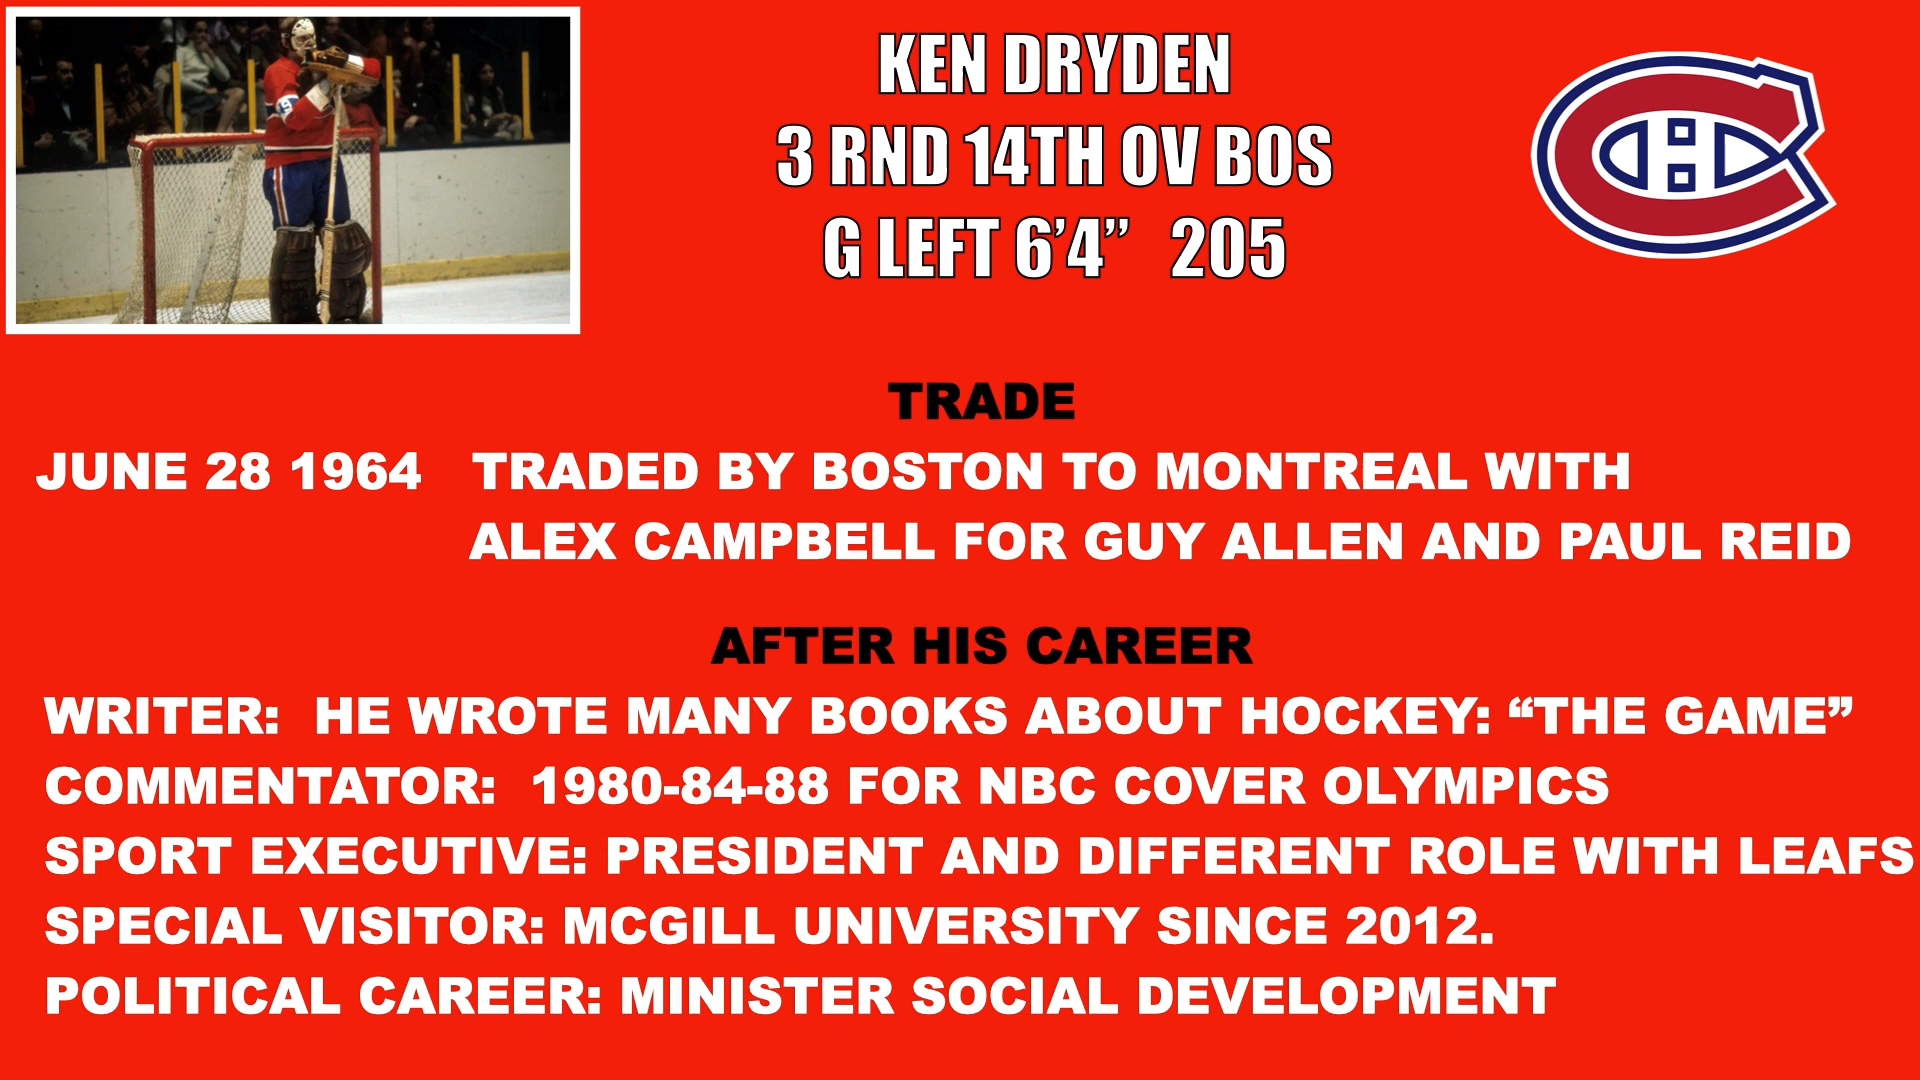 KEN DRYDEN
3 RND 14TH OV BOS
G LEFT 6’4” 205
TRADE
JUNE 28 1964 TRADED BY BOSTON TO MONTREAL WITH
ALEX CAMPBELL FOR GUY ALLEN AND PAUL REID
AFTER HIS CAREER
WRITER: HE WROTE MANY BOOKS ABOUT HOCKEY: “THE GAME”
COMMENTATOR: 1980-84-88 FOR NBC COVER OLYMPICS
SPORT EXECUTIVE: PRESIDENT AND DIFFERENT ROLE WITH LEAFS
SPECIAL VISITOR: MCGILL UNIVERSITY SINCE 2012.
POLITICAL CAREER: MINISTER SOCIAL DEVELOPMENT